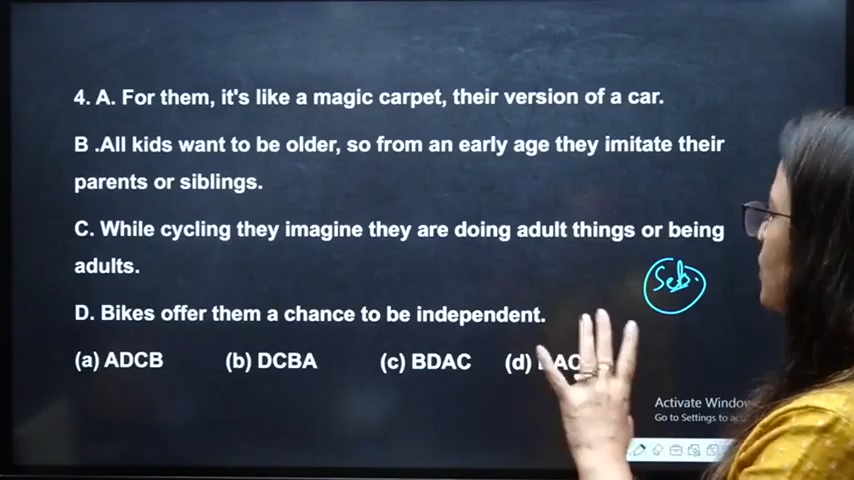 4. A. For them, it's like a magic carpet, their version of a car.
B .All kids want to be older, so from an early age they imitate their
parents or siblings.
C. While cycling they imagine they are doing adult things or being
adults.
D. Bikes offer them a chance to be independent.
(a) ADCB (b) DCBA (c) BDAC (d)
Activate Window
Go to Settings to